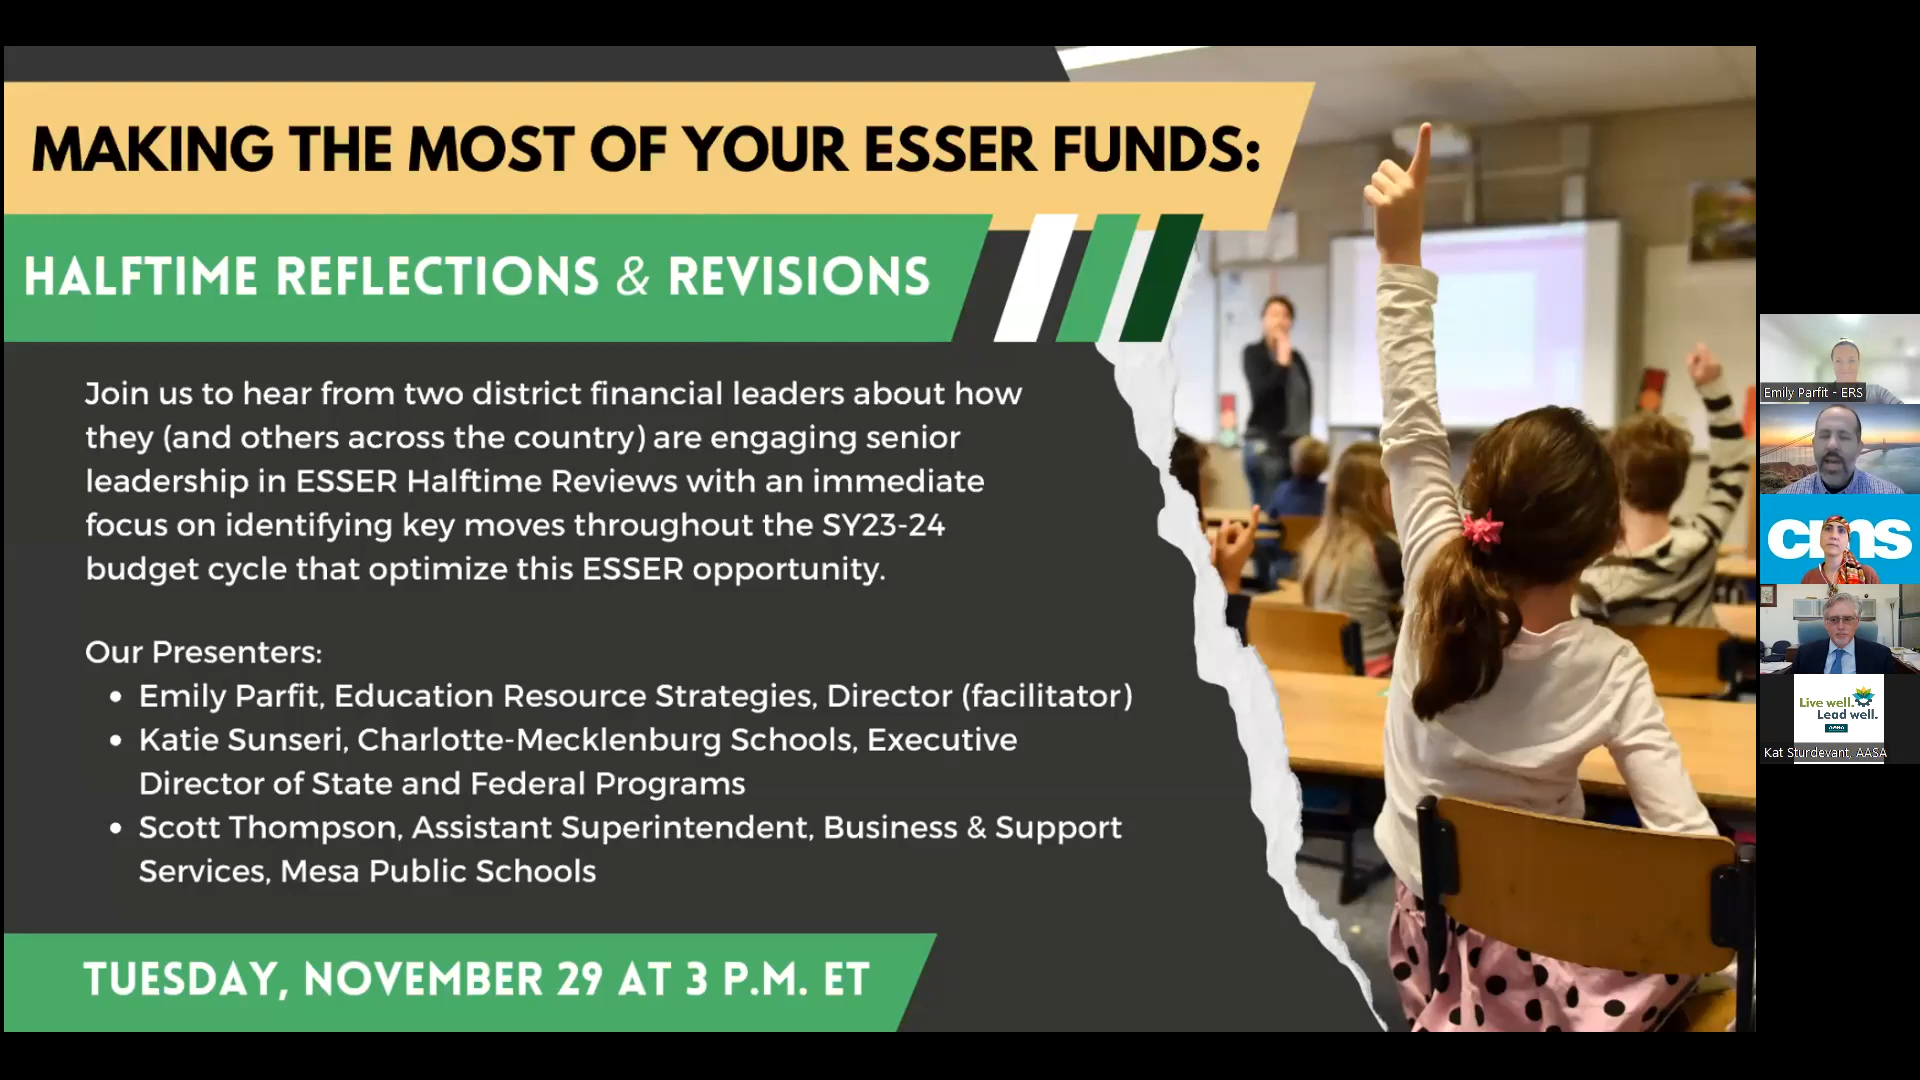 MAKING THE MOST OF YOUR ESSER FUNDS:
HALFTIME REFLECTIONS & REVISIONS
Join us to hear from two district financial leaders about how
they (and others across the country) are engaging senior
leadership in ESSER Halftime Reviews with an immediate
focus on identifying key moves throughout the SY23-24
budget cycle that optimize this ESSER opportunity.
Our Presenters:
• Emily Parfit, Education Resource Strategies, Director (facilitator)
• Katie Sunseri, Charlotte-Mecklenburg Schools, Executive
Director of State and Federal Programs
• Scott Thompson, Assistant Superintendent, Business & Support
Services, Mesa Public Schools
TUESDAY, NOVEMBER 29 AT 3 P.M. ET
Emily Parfit - ERS
cms
Live well.
Lead well.
AASA
Kat Sturdevant, AASA